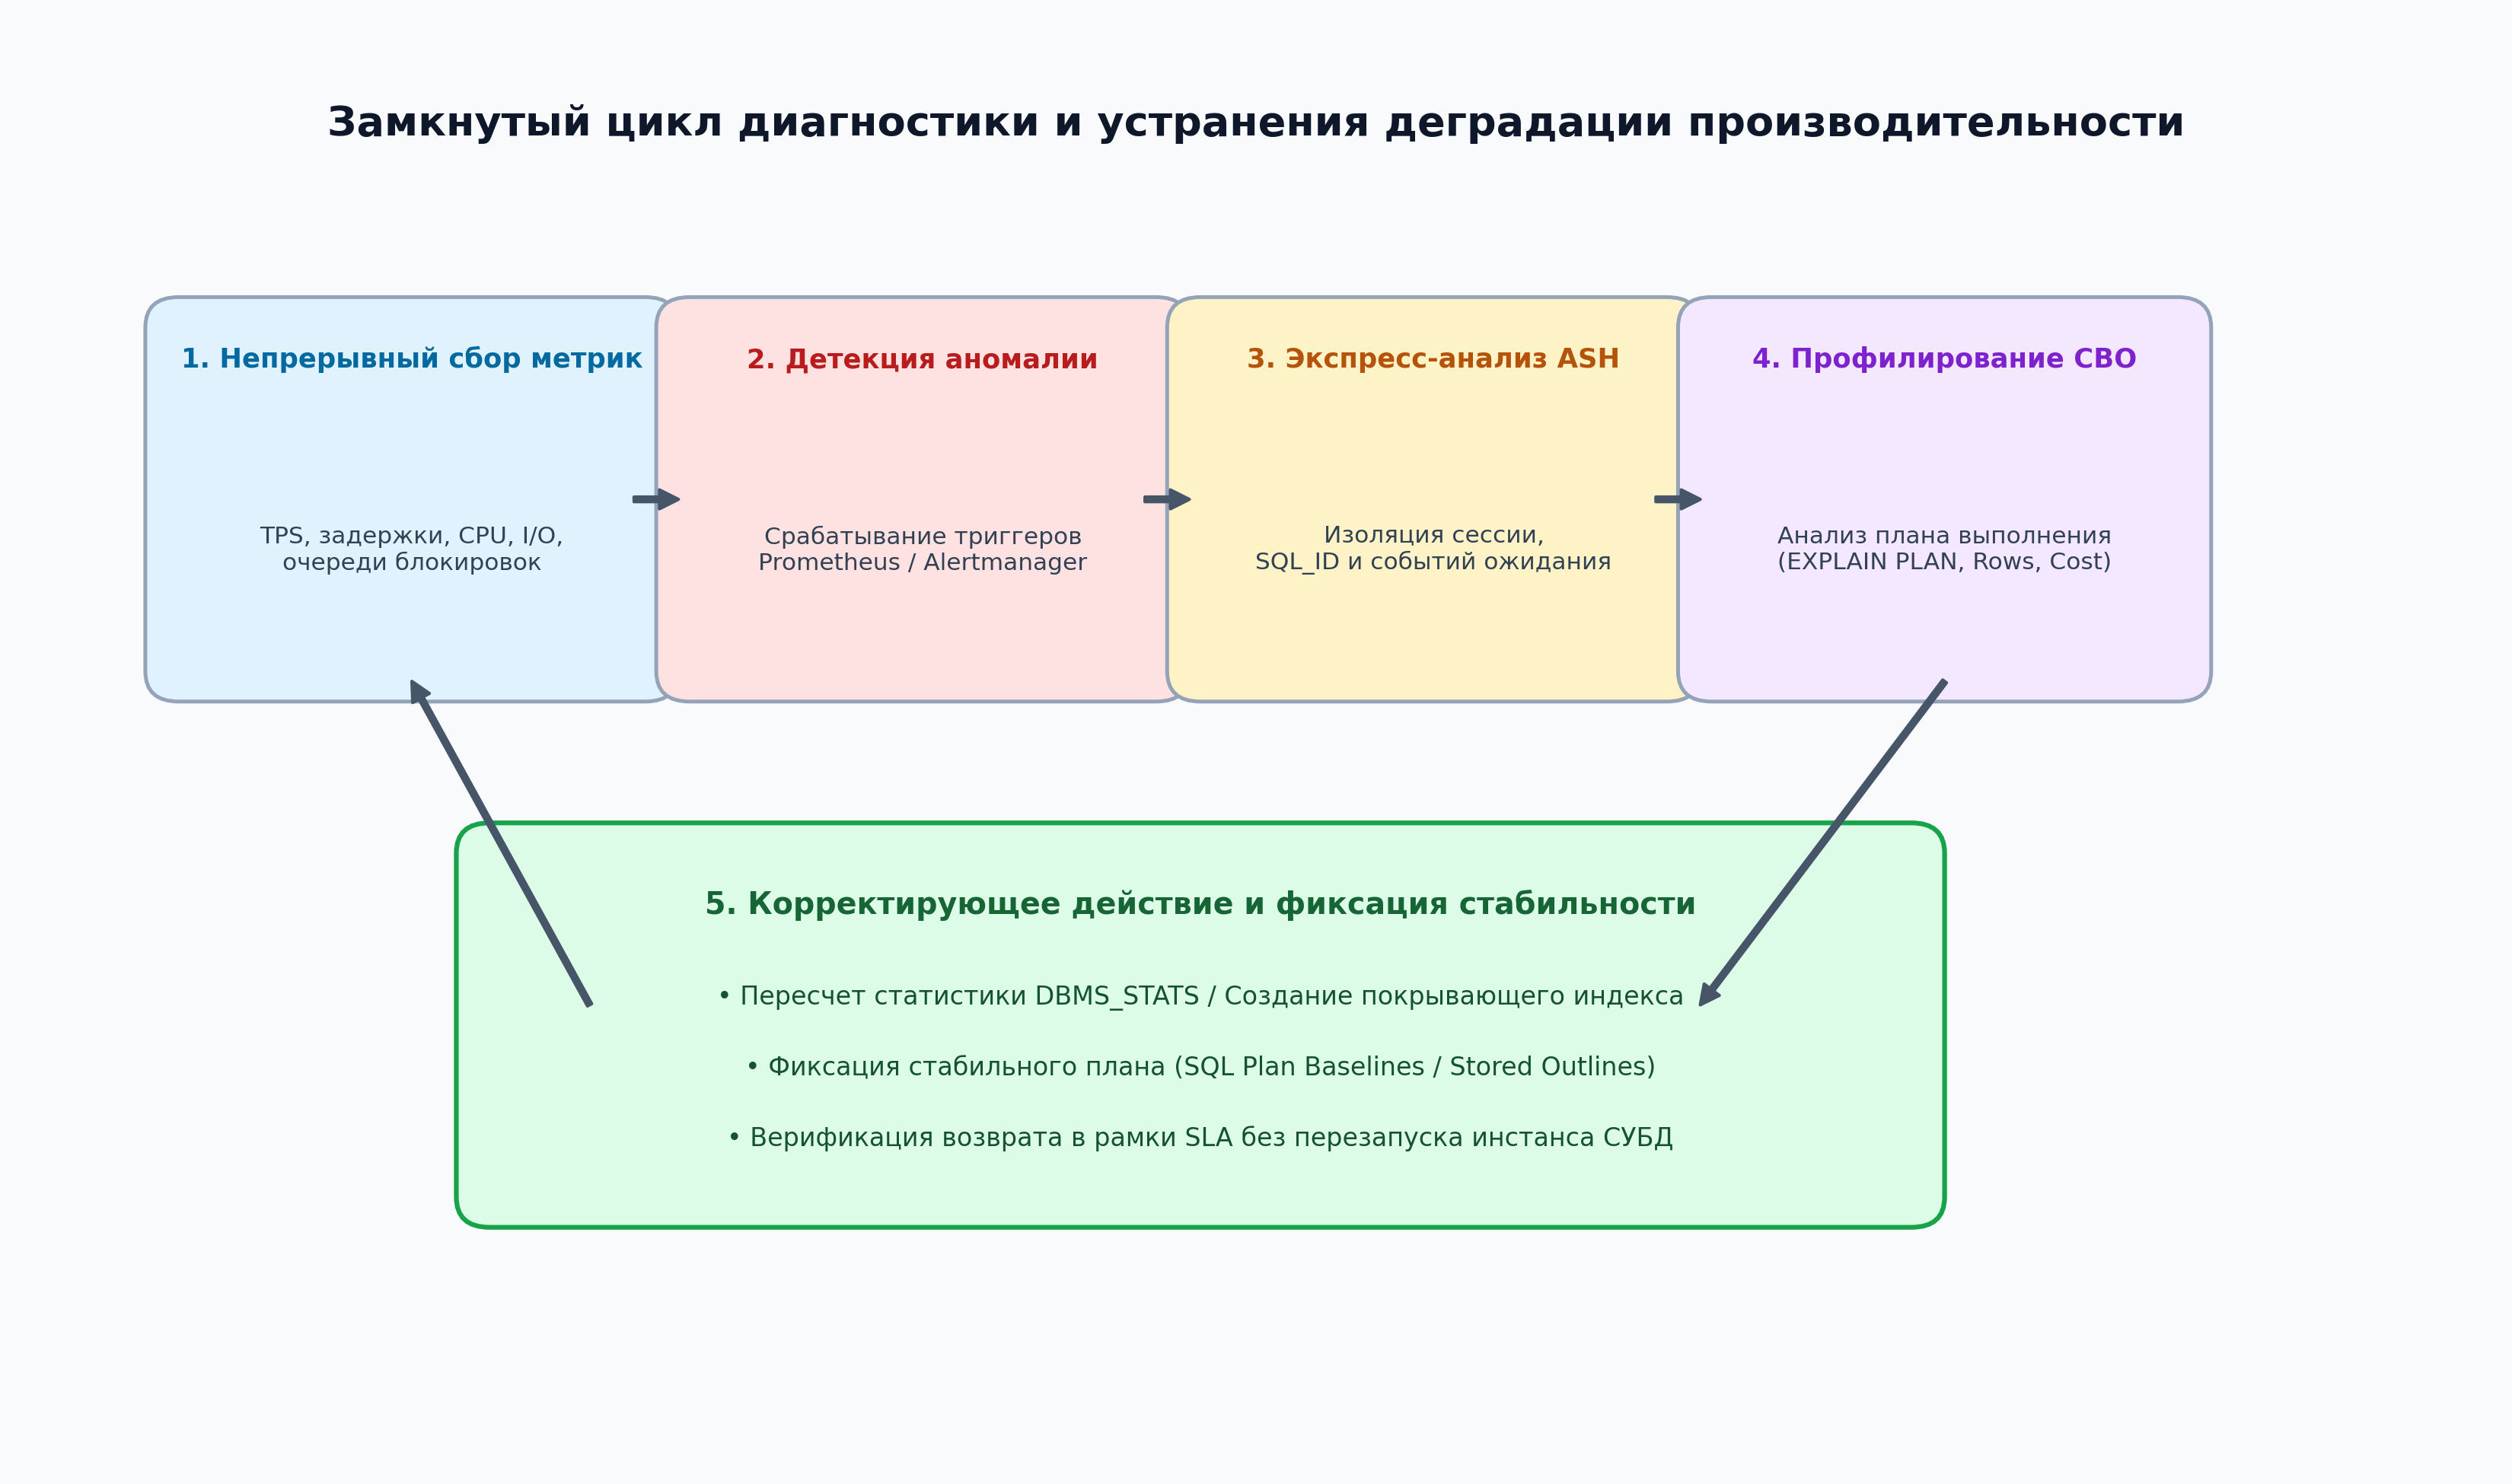 Замкнутый цикл диагностики и устранения деградации производительности
1. Непрерывный сбор метрик
TPS, задержки, CPU, I/O,
очереди блокировок
2. Детекция аномалии
Срабатывание триггеров
Prometheus / Alertmanager
3. Экспресс-анализ ASH
Изоляция сессии,
SQL_ID и событий ожидания
4. Профилирование CBO
Анализ плана выполнения
(EXPLAIN PLAN, Rows, Cost)
5. Корректирующее действие и фиксация стабильности
• Пересчет статистики DBMS_STATS / Создание покрывающего индекса
• Фиксация стабильного плана (SQL Plan Baselines / Stored Outlines)
• Верификация возврата в рамки SLA без перезапуска инстанса СУБД